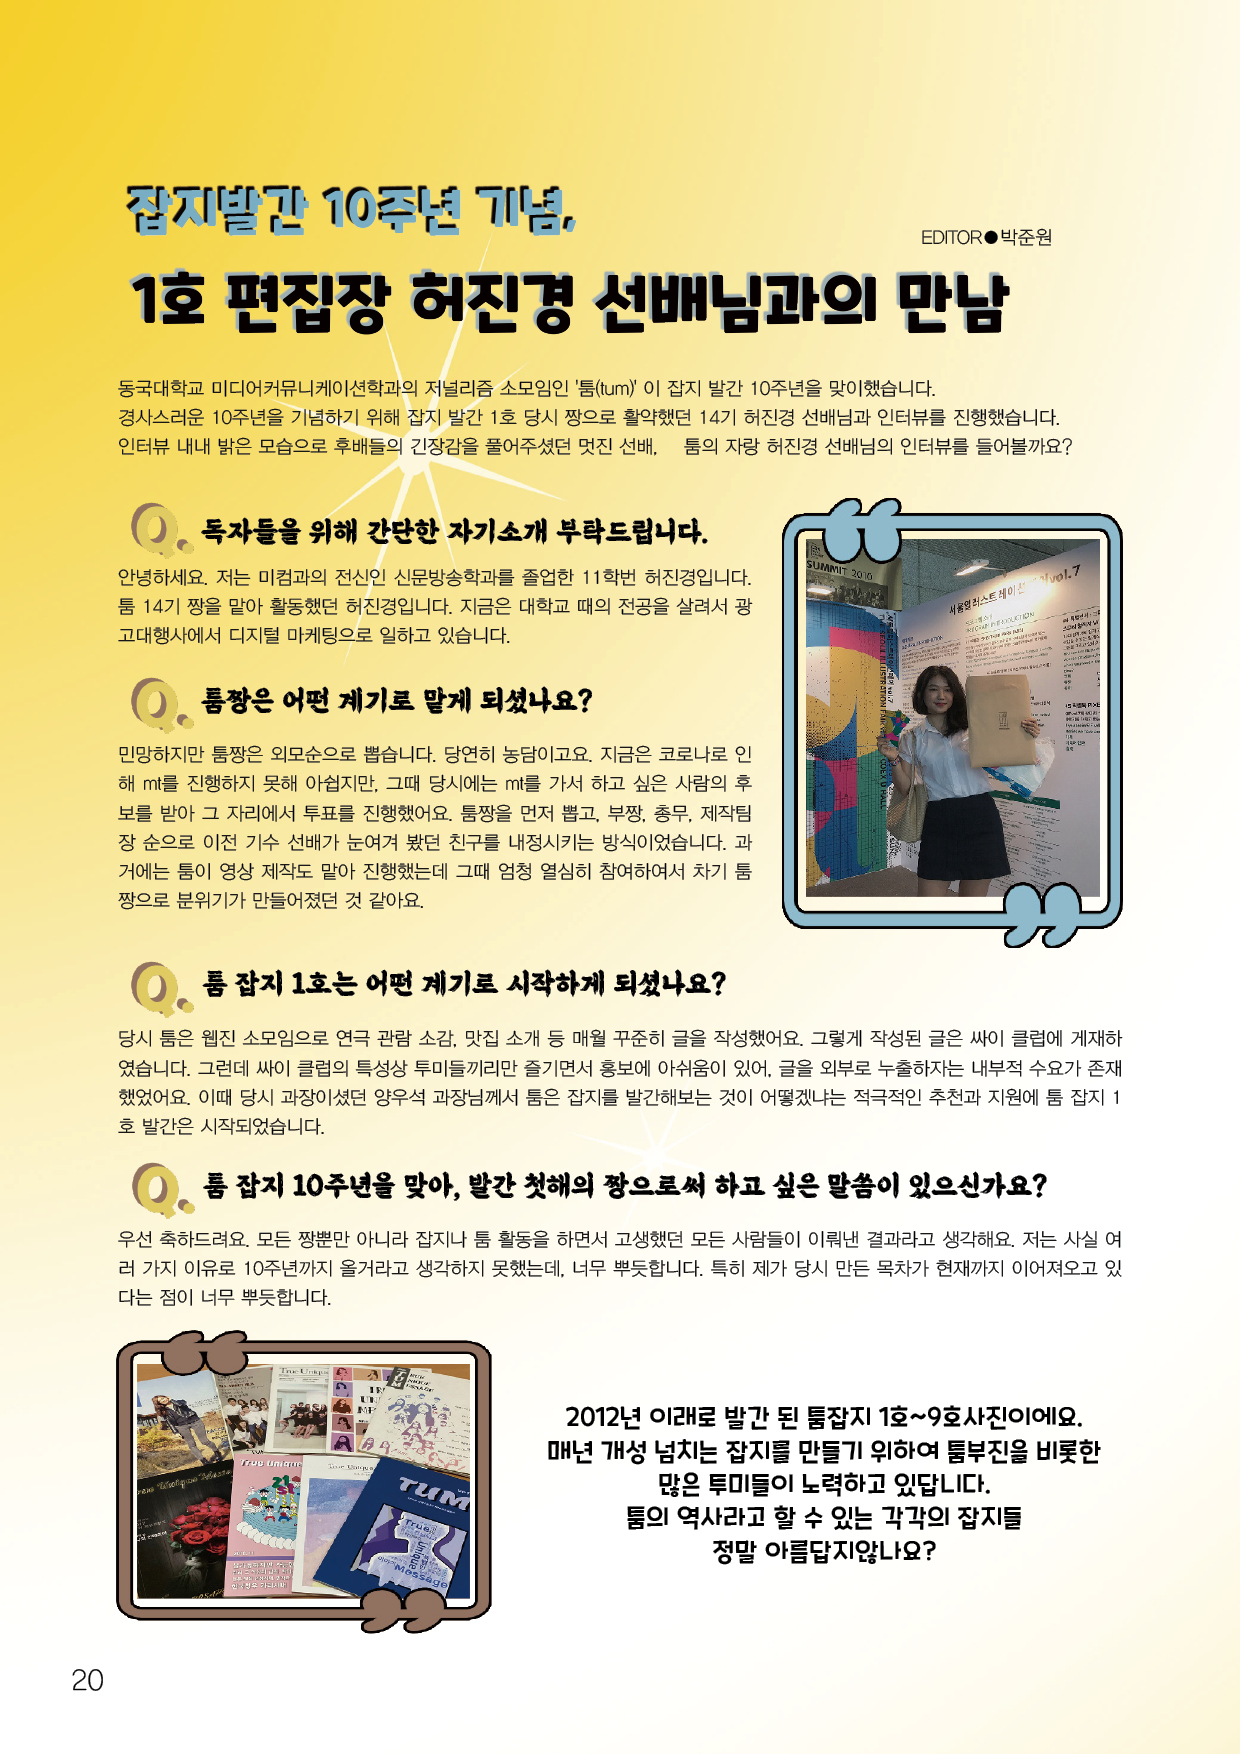 잡지발간 10주년 기념,
EDITOR●박준원
1호 편집장 허진경 선배님과의 만남
동국대학교 미디어커뮤니케이션학과의 저널리즘 소모임인 '툼(tum)' 이 잡지 발간 10주년을 맞이했습니다.
경사스러운 10주년을 기념하기 위해 잡지 발간 1호 당시 짱으로 활약했던 14기 허진경 선배님과 인터뷰를 진행했습니다.
인터뷰 내내 밝은 모습으로 후배들의 긴장감을 풀어주셨던 멋진 선배, 툼의 자랑 허진경 선배님의 인터뷰를 들어볼까요?
Q. 독자들을 위해 간단한 자기소개 부탁드립니다.
안녕하세요. 저는 미컴과의 전신인 신문방송학과를 졸업한 11학번 허진경입니다.
툼 14기 짱을 맡아 활동했던 허진경입니다. 지금은 대학교 때의 전공을 살려서 광
고대행사에서 디지털 마케팅으로 일하고 있습니다.
Q. 툼짱은 어떤 계기로 맡게 되셨나요?
민망하지만 툼짱은 외모순으로 뽑습니다. 당연히 농담이고요. 지금은 코로나로 인
해 mt를 진행하지 못해 아쉽지만, 그때 당시에는 mt를 가서 하고 싶은 사람의 후
보를 받아 그 자리에서 투표를 진행했어요. 툼짱을 먼저 뽑고, 부짱, 총무, 제작팀
장 순으로 이전 기수 선배가 눈여겨 봤던 친구를 내정시키는 방식이었습니다. 과
거에는 툼이 영상 제작도 맡아 진행했는데 그때 엄청 열심히 참여하여서 차기 툼
짱으로 분위기가 만들어졌던 것 같아요.
SUMMIT 2010
서울일러스트레이션
vol.7
Q. 툼 잡지 1호는 어떤 계기로 시작하게 되셨나요?
당시 툼은 웹진 소모임으로 연극 관람 소감, 맛집 소개 등 매월 꾸준히 글을 작성했어요. 그렇게 작성된 글은 싸이 클럽에 게재하
였습니다. 그런데 싸이 클럽의 특성상 투미들끼리만 즐기면서 홍보에 아쉬움이 있어, 글을 외부로 노출하자는 내부적 수요가 존재
했었어요. 이때 당시 과장이셨던 양우석 과장님께서 툼은 잡지를 발간해보는 것이 어떻겠냐는 적극적인 추천과 지원에 툼 잡지 1
호 발간은 시작되었습니다.
Q. 툼 잡지 10주년을 맞아, 발간 첫해의 짱으로써 하고 싶은 말씀이 있으신가요?
우선 축하드려요. 모든 짱뿐만 아니라 잡지나 툼 활동을 하면서 고생했던 모든 사람들이 이뤄낸 결과라고 생각해요. 저는 사실 여
러 가지 이유로 10주년까지 올거라고 생각하지 못했는데, 너무 뿌듯합니다. 특히 제가 당시 만든 목차가 현재까지 이어져오고 있
다는 점이 너무 뿌듯합니다.
True Unique
TUM
True
Unique
Message
2012년 이래로 발간 된 툼잡지 1호~9호사진이에요.
매년 개성 넘치는 잡지를 만들기 위하여 툼부진을 비롯한
많은 투미들이 노력하고 있답니다.
툼의 역사라고 할 수 있는 각각의 잡지들
정말 아름답지않나요?
20